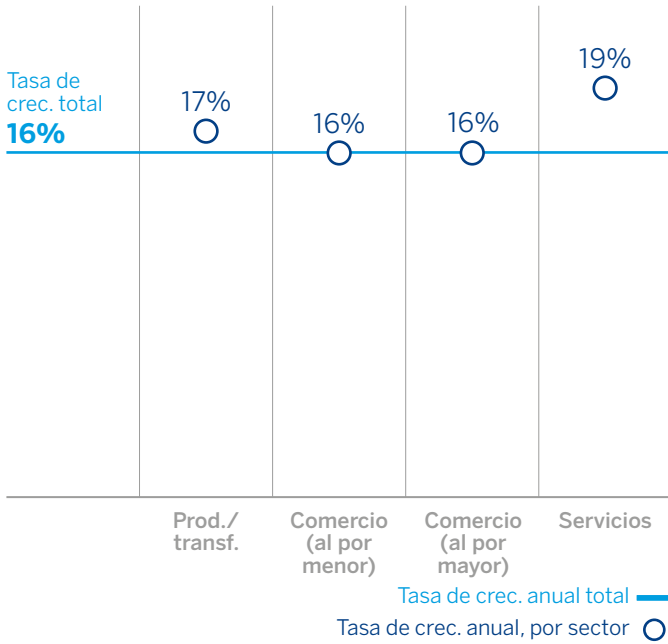 Tasa de
crec. total
16%
17%
16%
16%
19%
Prod./
transf.
Comercio
(al por
menor)
Comercio
(al por
mayor)
Servicios
Tasa de crec. anual total
Tasa de crec. anual, por sector